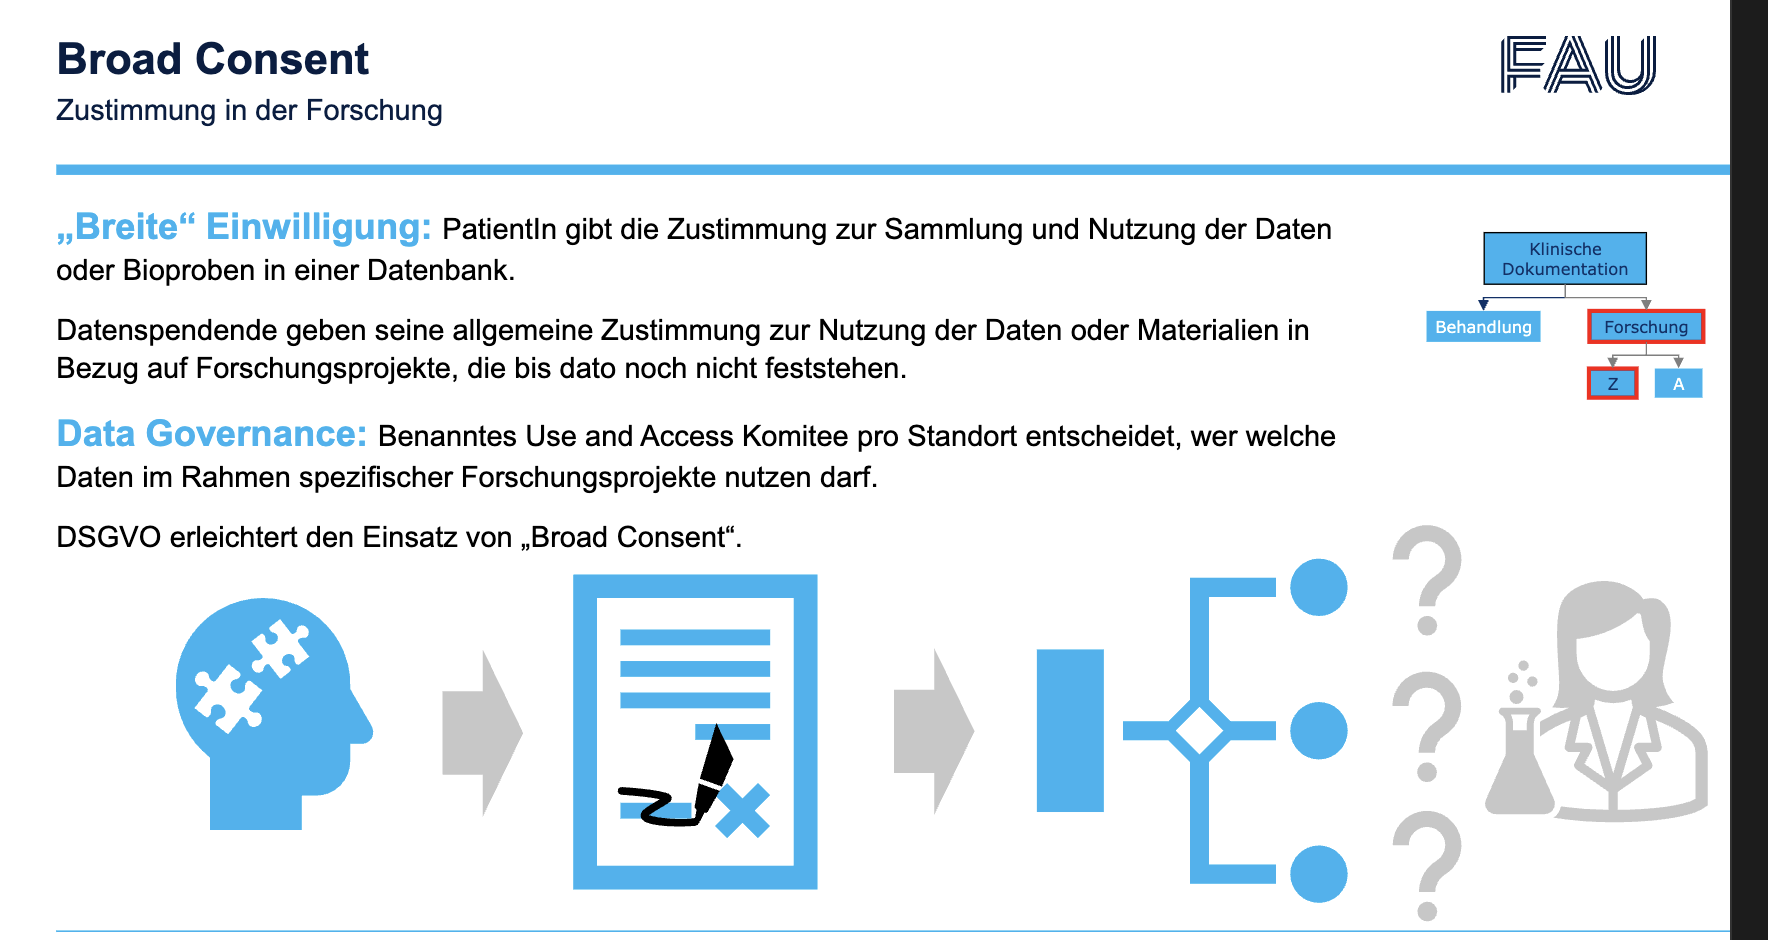 Broad Consent
FAU
Zustimmung in der Forschung
„Breite“ Einwilligung: PatientIn gibt die Zustimmung zur Sammlung und Nutzung der Daten
oder Bioproben in einer Datenbank.
Datenspendende geben seine allgemeine Zustimmung zur Nutzung der Daten oder Materialien in
Bezug auf Forschungsprojekte, die bis dato noch nicht feststehen.
Data Governance: Benanntes Use and Access Komitee pro Standort entscheidet, wer welche
Daten im Rahmen spezifischer Forschungsprojekte nutzen darf.
DSGVO erleichtert den Einsatz von „Broad Consent“.
Klinische
Dokumentation
Behandlung
Forschung
Z
A
?
?
?